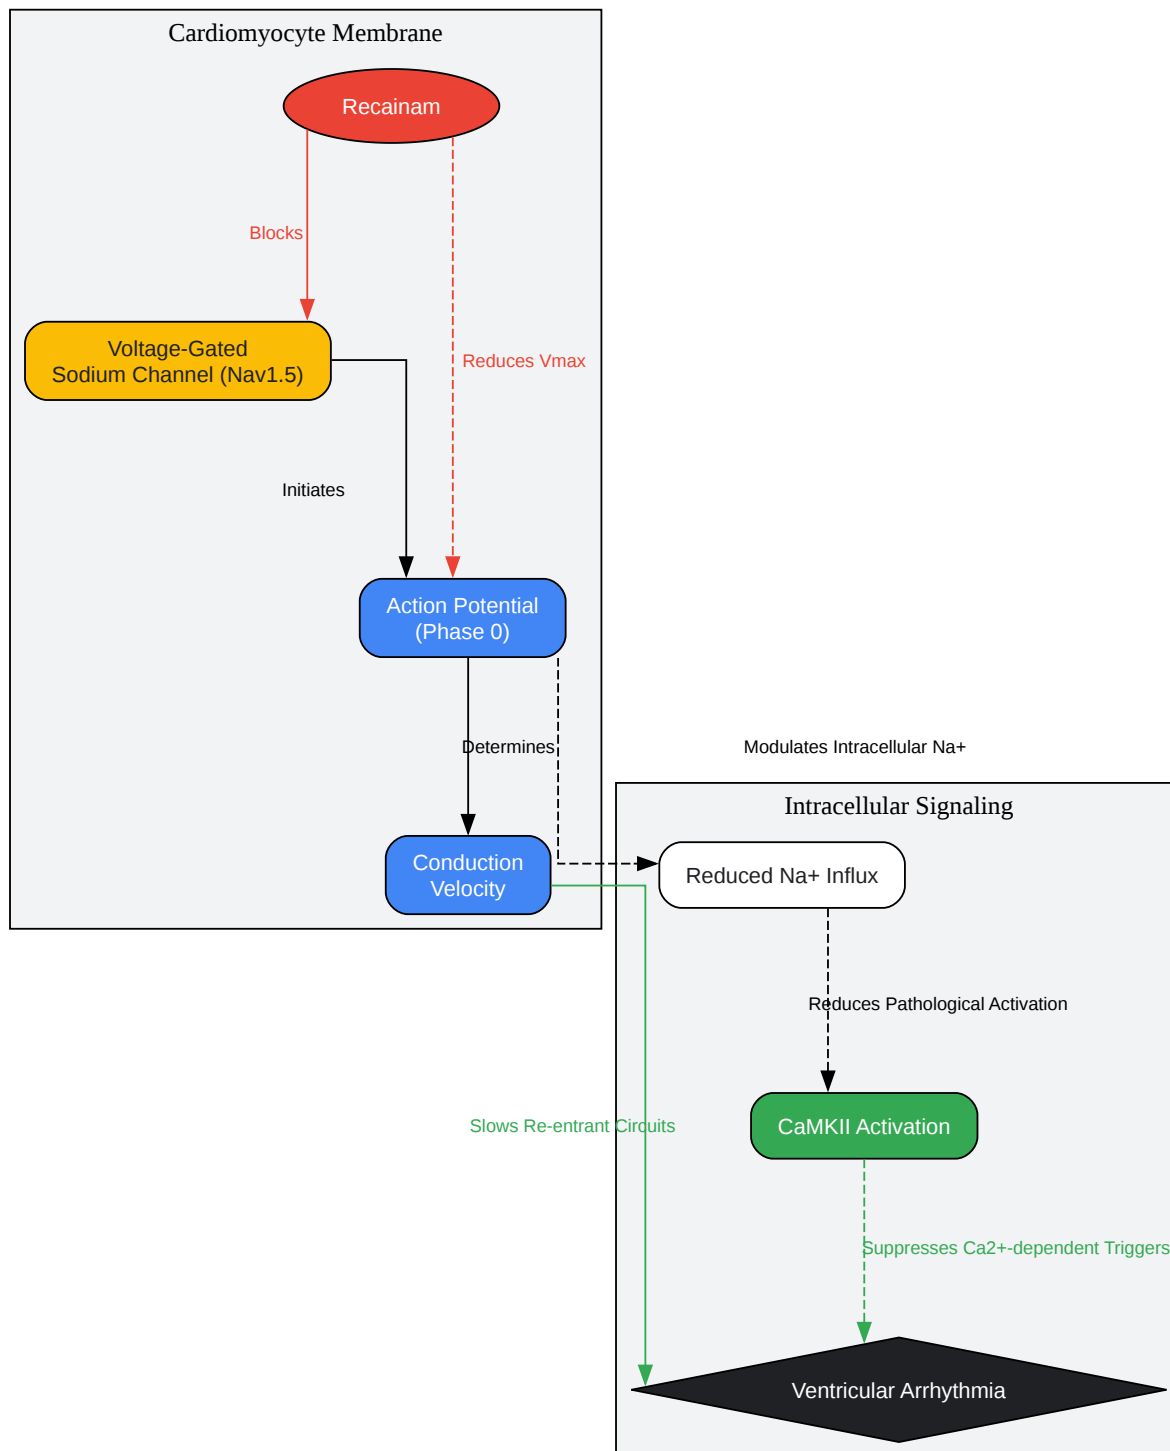 Cardiomyocyte Membrane
Recainam
Blocks
Voltage-Gated
Sodium Channel (Nav1.5)
Reduces Vmax
Initiates
Action Potential
(Phase 0)
Determines
Modulates Intracellular Na+
Intracellular Signaling
Conduction
Velocity
Reduced Na+ Influx
Reduces Pathological Activation
Slows Re-entrant Circuits
CaMKII Activation
Suppresses Ca2+-dependent Triggers
Ventricular Arrhythmia